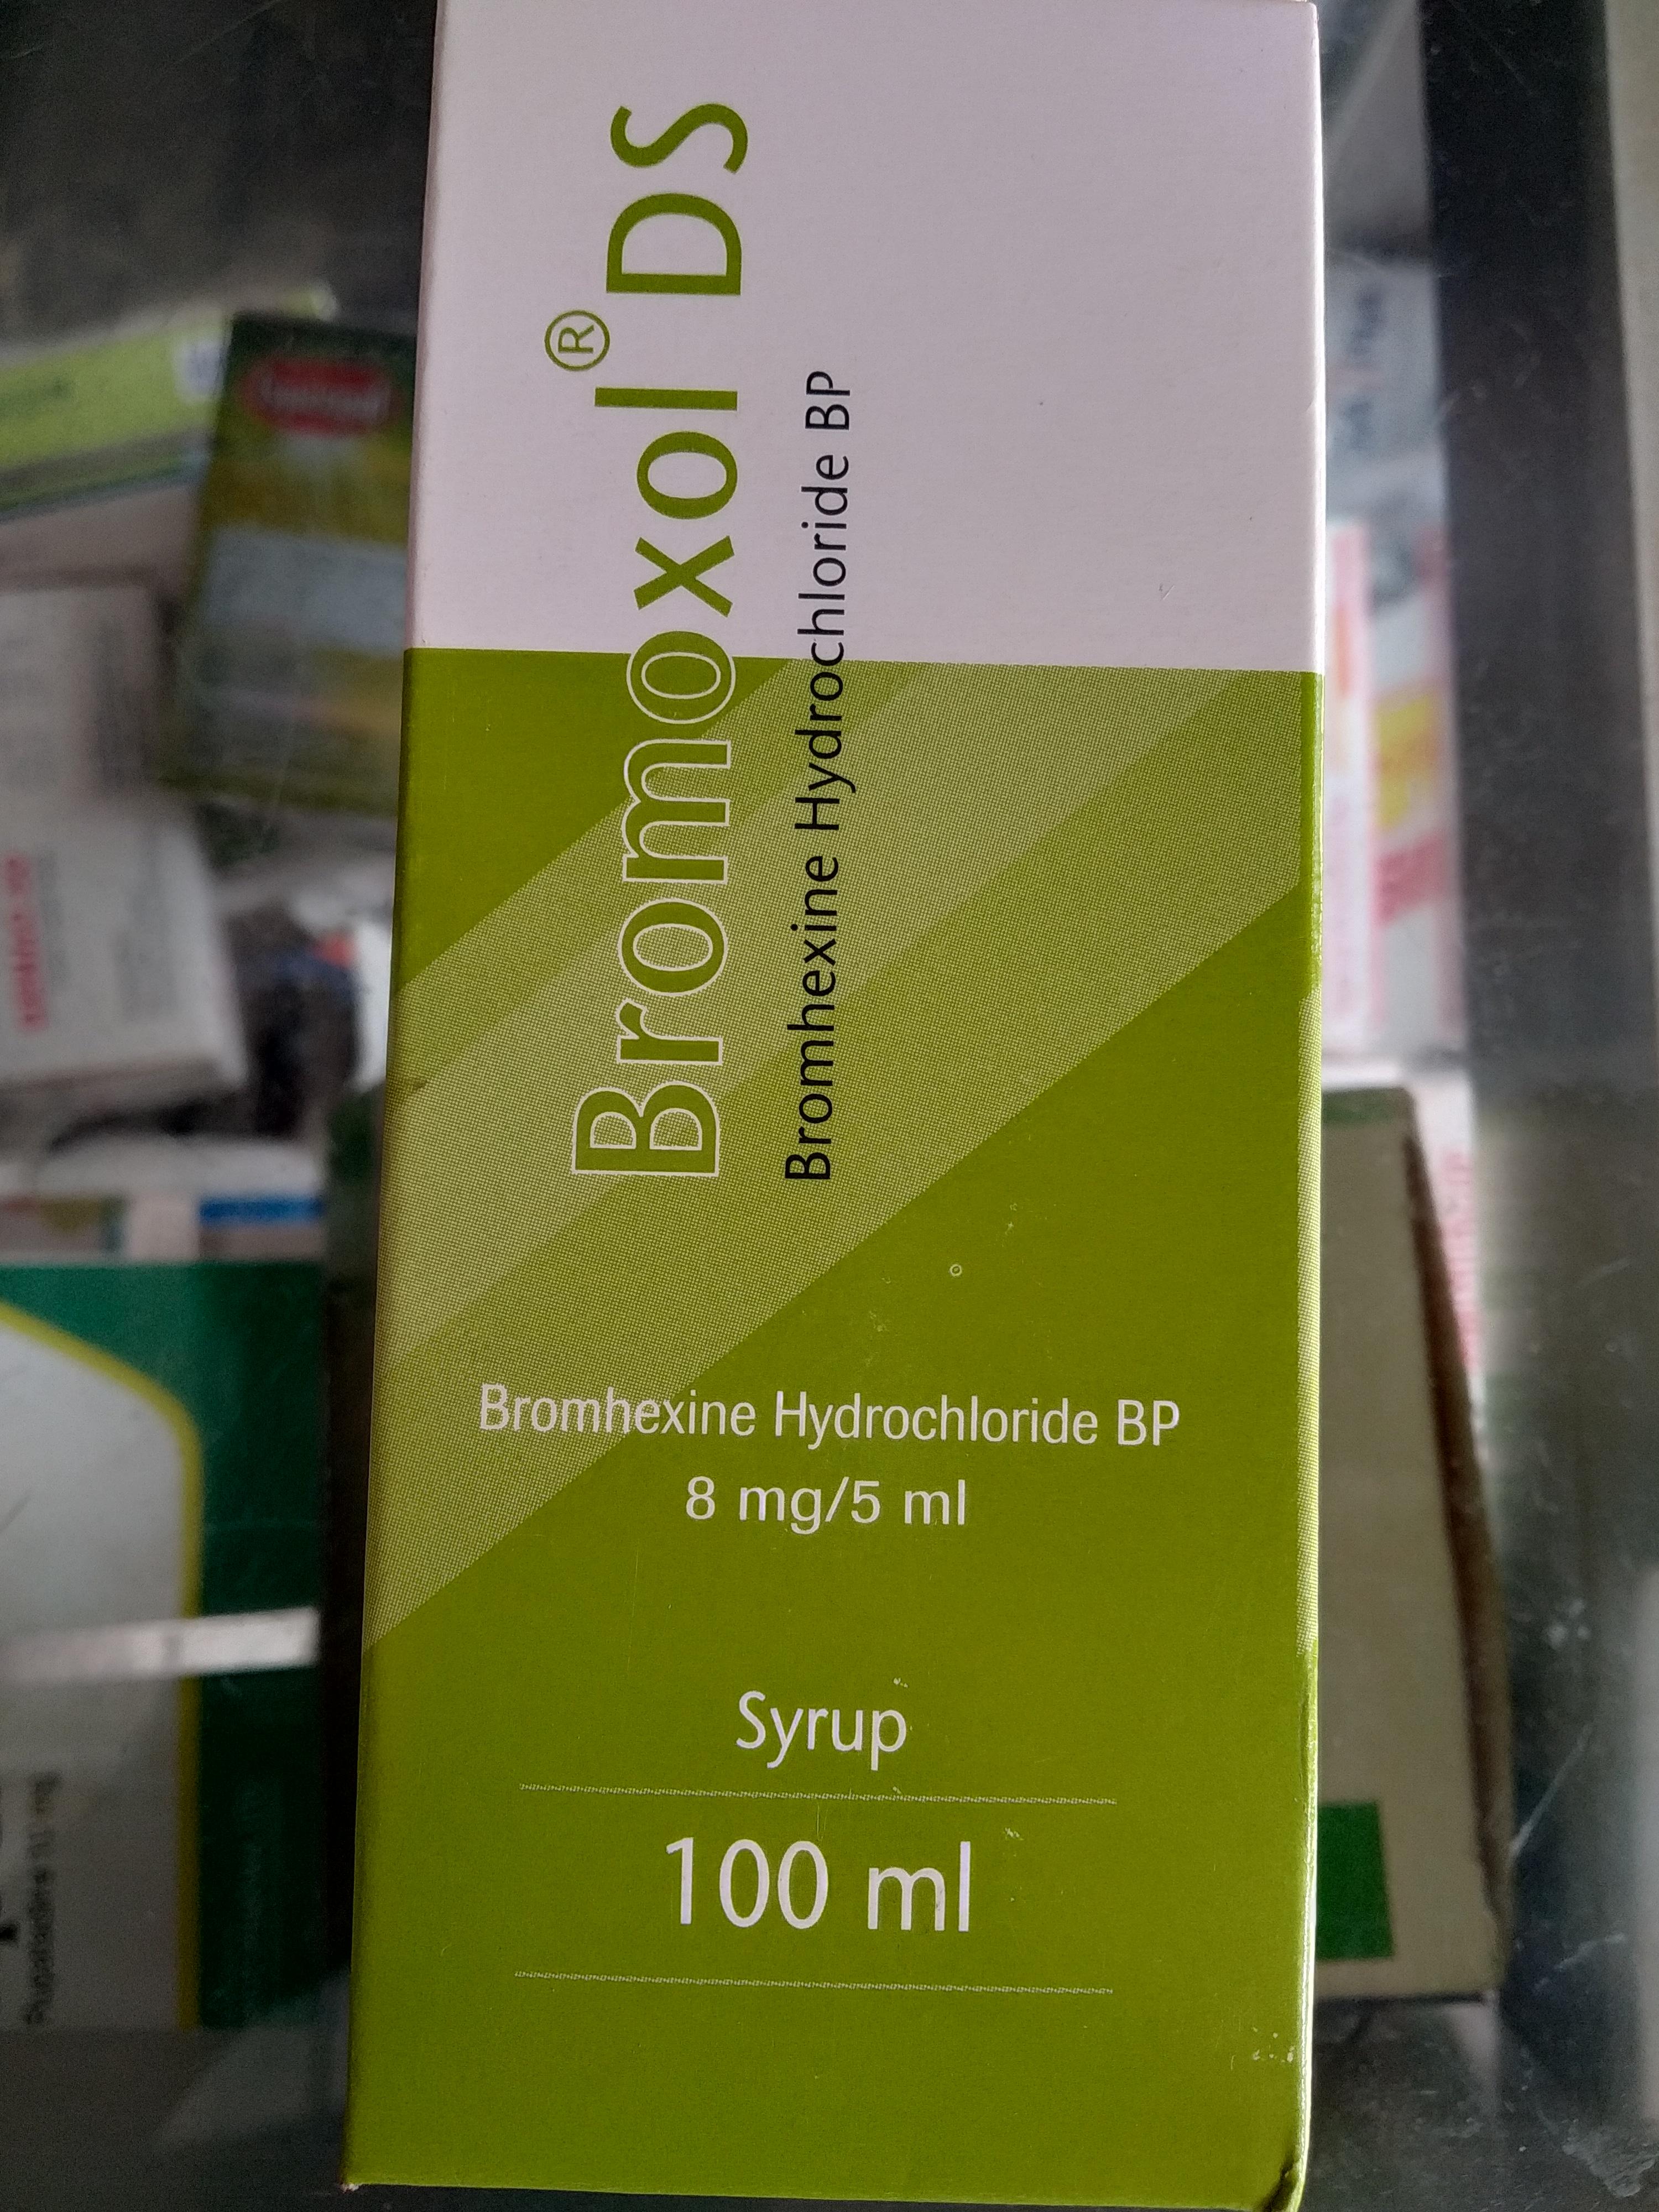 Bromoxol® DS
Bromhexine Hydrochloride BP
Bromhexine Hydrochloride BP
8 mg/5 ml
Syrup
100 ml